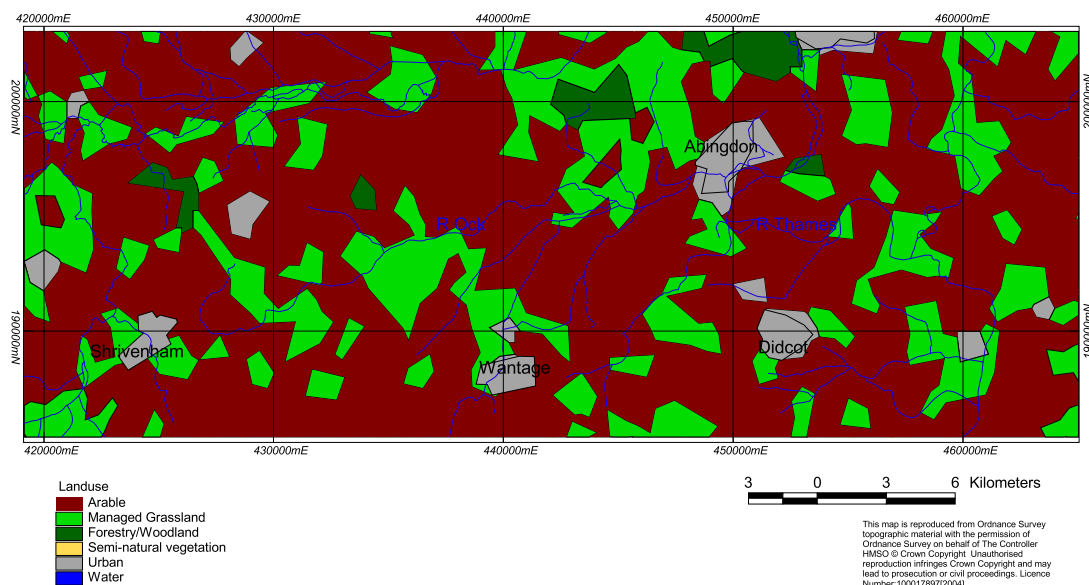 420000mE 430000mE 440000mE 450000mE 460000mE
200000mN 200000mN
Abingdon
R Ock R Thames
190000mN 190000mN
Shrivenham Didcot
Wantage
420000mE 430000mE 440000mE 450000mE 460000mE
Landuse
Arable
Managed Grassland
Forestry/Woodland
Semi-natural vegetation
Urban
Water
3 0 3 6 Kilometers
This map is reproduced from Ordnance Survey
topographic material with the permission of
Ordnance Survey on behalf of The Controller
HMSO © Crown Copyright Unauthorised
reproduction infringes Crown Copyright and may
lead to prosecution or civil proceedings. Licence
Number:100017897[2004]